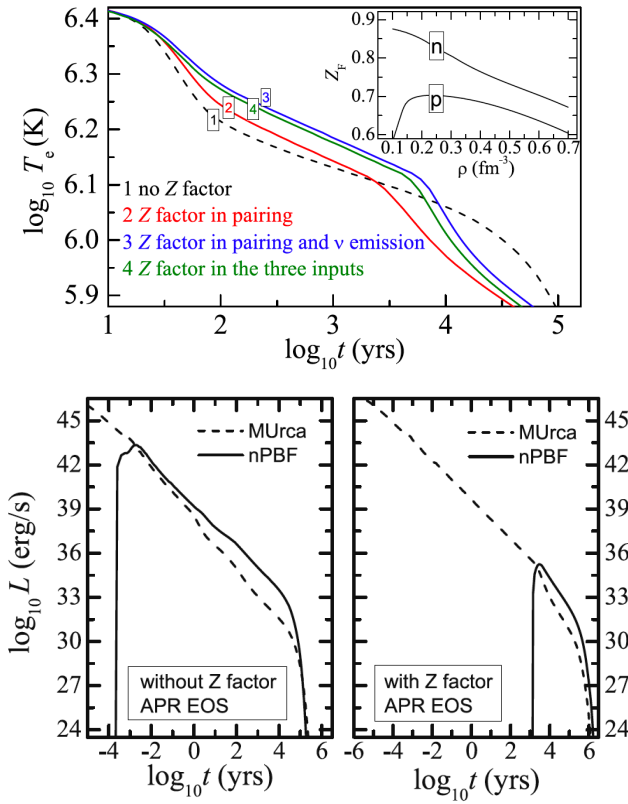 6.4
6.3
6.2
6.1
6.0
5.9
log₁₀ Tₑ (K)
1 2 3 4 5
log₁₀ t (yrs)
1
2
3
4
1 no Z factor
2 Z factor in pairing
3 Z factor in pairing and ν emission
4 Z factor in the three inputs
0.9
0.8
0.7
0.6
Z_F
n
p
0.1 0.2 0.3 0.4 0.5 0.6 0.7
ρ (fm⁻³)
45
42
39
36
33
30
27
24
log₁₀ L (erg/s)
MUrca
nPBF
without Z factor
APR EOS
-4 -2 0 2 4 6
log₁₀ t (yrs)
MUrca
nPBF
with Z factor
APR EOS
-6 -4 -2 0 2 4 6
log₁₀ t (yrs)
45
42
39
36
33
30
27
24